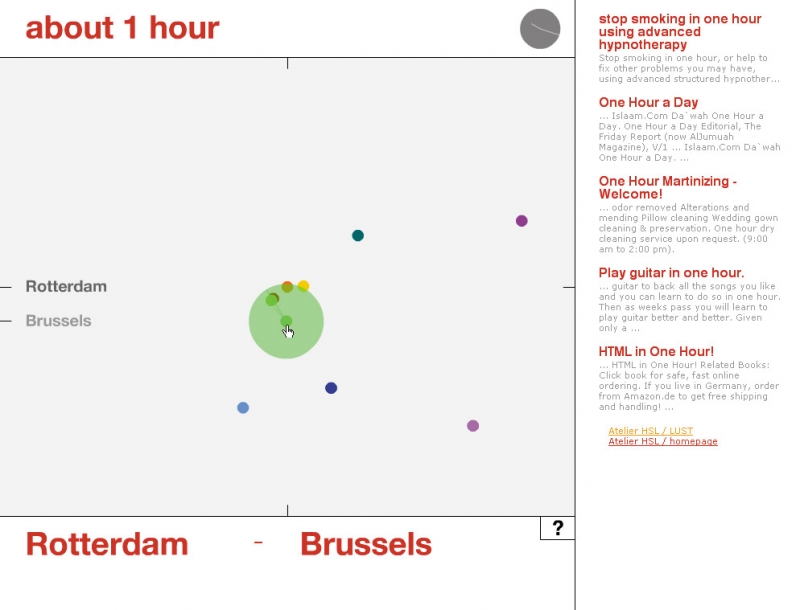 about 1 hour
Rotterdam
Brussels
Rotterdam - Brussels
?
stop smoking in one hour
using advanced
hypnotherapy
Stop smoking in one hour, or help to
fix other problems you may have,
using advanced structured hypnother...
One Hour a Day
... Islaam.Com Da`wah One Hour a
Day. One Hour a Day Editorial, The
Friday Report (now AlJumuah
Magazine), V/1 ... Islaam.Com Da`wah
One Hour a Day. ...
One Hour Martinizing -
Welcome!
... odor removed Alterations and
mending Pillow cleaning Wedding gown
cleaning & preservation. One hour dry
cleaning service upon request. (9:00
am to 2:00 pm).
Play guitar in one hour.
... guitar to back all the songs you like
and you can learn to do so in one hour.
Then as weeks pass you will learn to
play guitar better and better. Given
only a ...
HTML in One Hour!
... HTML in One Hour! Related Books:
Click book for safe, fast online
ordering. If you live in Germany, order
from Amazon.de to get free shipping
and handling! ...
Atelier HSL / LUST
Atelier HSL / homepage